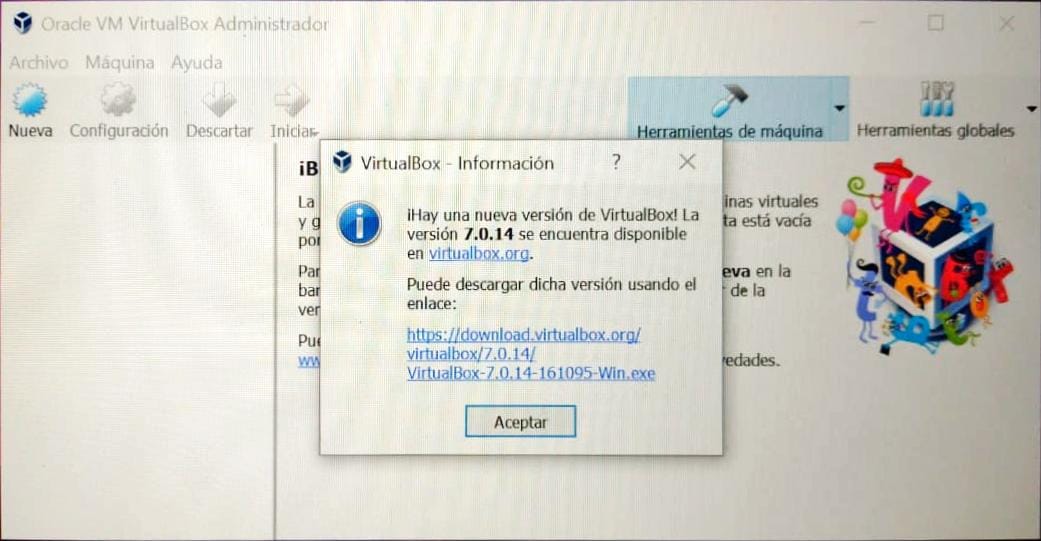 Oracle VM VirtualBox Administrador
Archivo Máquina Ayuda
Nueva Configuración Descartar Iniciar
Herramientas de máquina Herramientas globales
VirtualBox - Información ?
¡B
La inas virtuales
y g ta está vacía
por
Par eva en la
bar de la
ver
Pue
ww edades.
¡Hay una nueva versión de VirtualBox! La
versión 7.0.14 se encuentra disponible
en virtualbox.org.
Puede descargar dicha versión usando el
enlace:
https://download.virtualbox.org/
virtualbox/7.0.14/
VirtualBox-7.0.14-161095-Win.exe
Aceptar